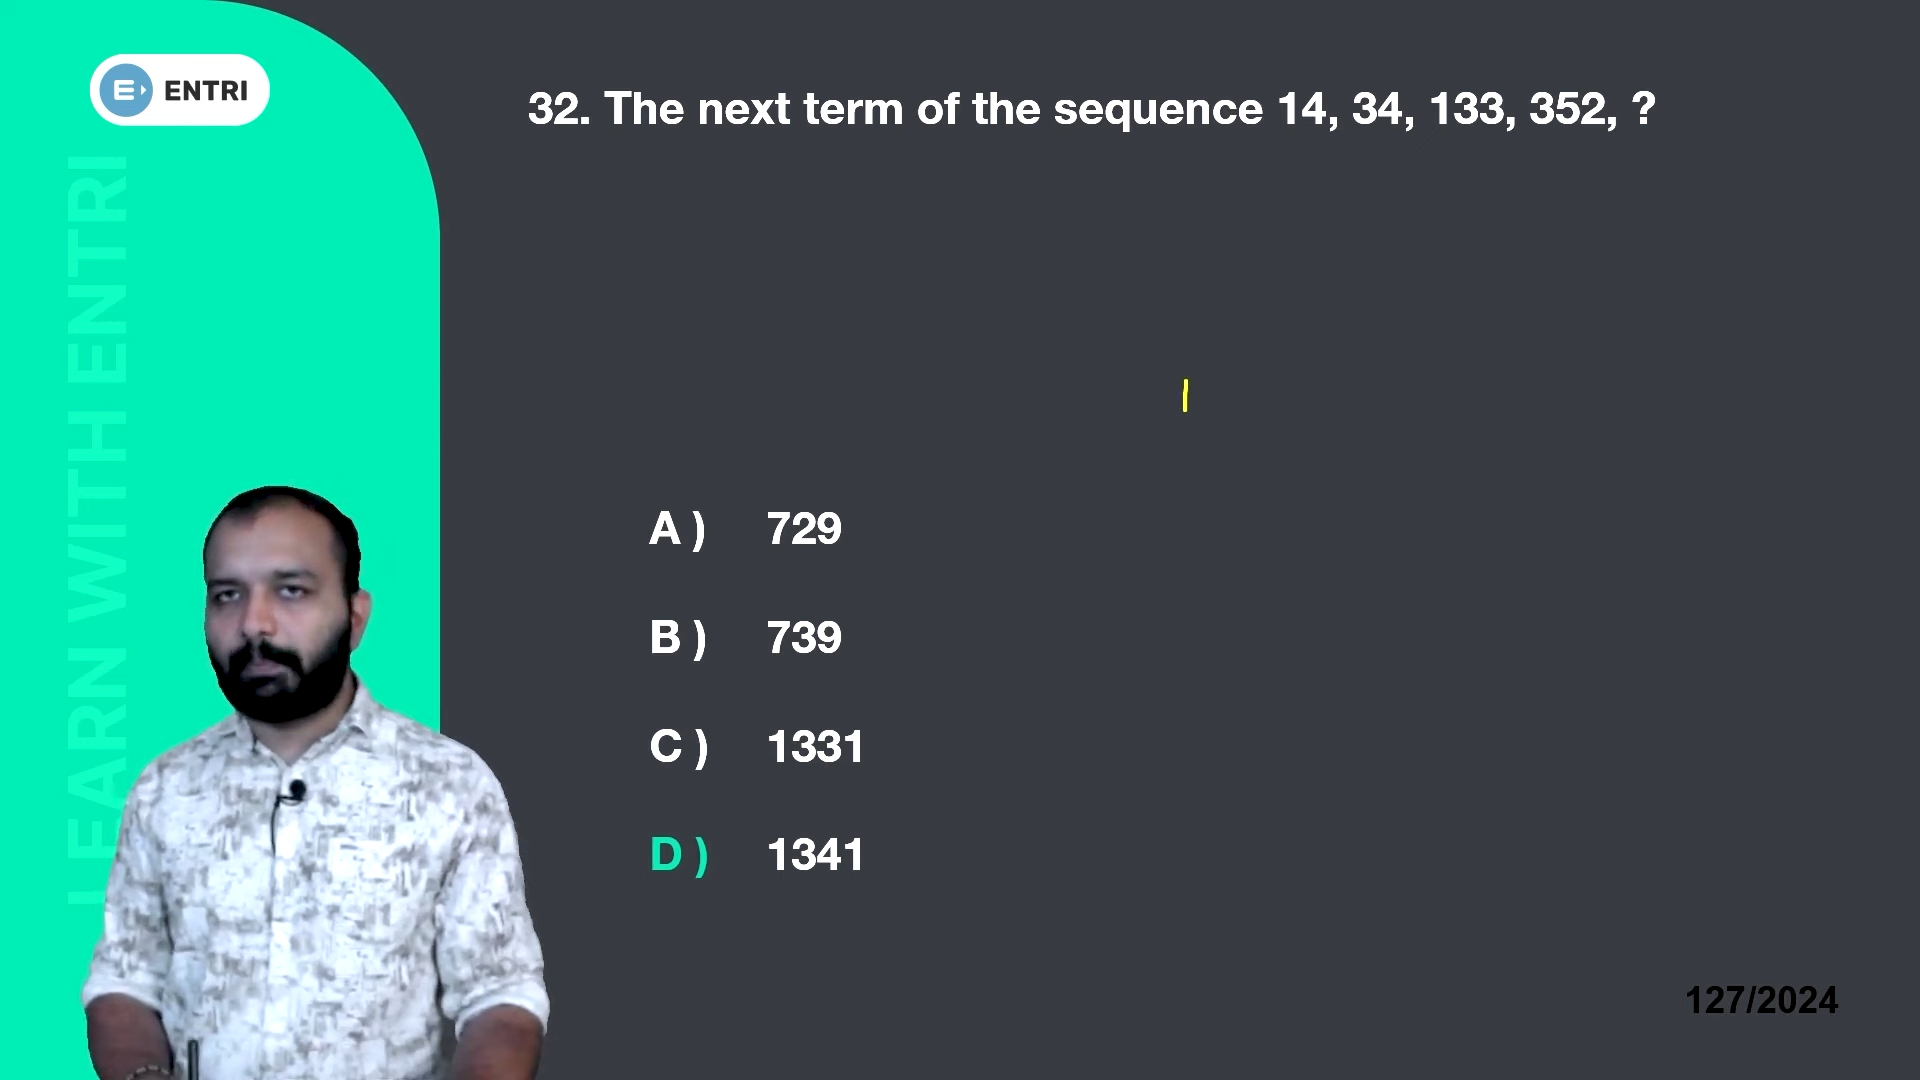 ENTRI
LEARN WITH ENTRI
32. The next term of the sequence 14, 34, 133, 352, ?
A ) 729
B ) 739
C ) 1331
D ) 1341
127/2024